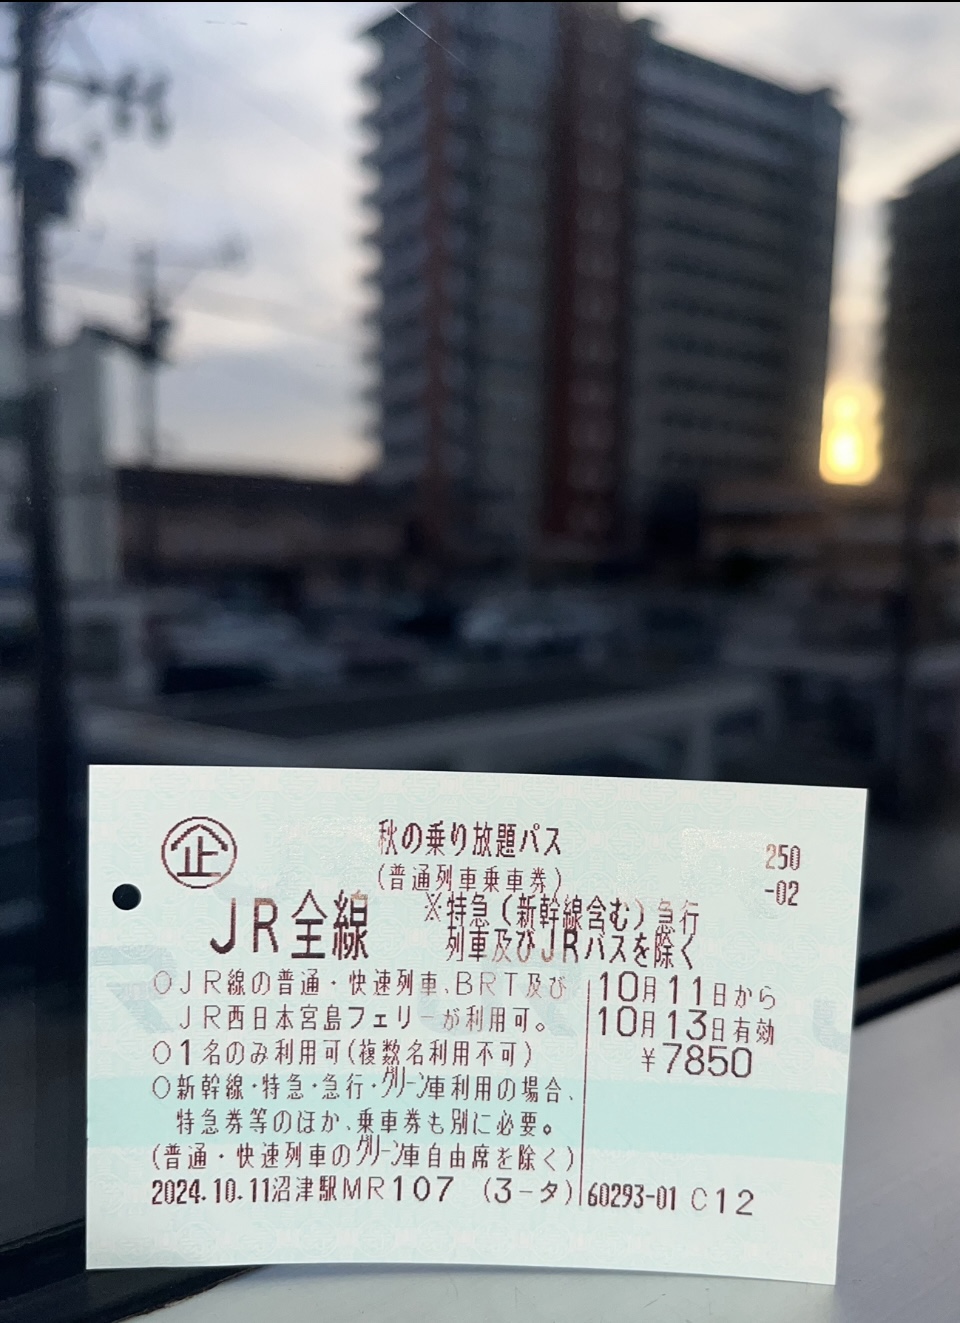 企
秋の乗り放題パス
250
(普通列車乗車券)
-02
JR全線
※特急(新幹線含む)急行
列車及びJRバスを除く
○JR線の普通・快速列車、BRT及び
JR西日本宮島フェリーが利用可。
○1名のみ利用可(複数名利用不可)
○新幹線・特急・急行・グリーン車利用の場合、
特急券等のほか、乗車券も別に必要。
(普通・快速列車のグリーン車自由席を除く)
10月11日から
10月13日有効
¥7850
2024.10.11沼津駅MR107 (3-タ) 60293-01 C12